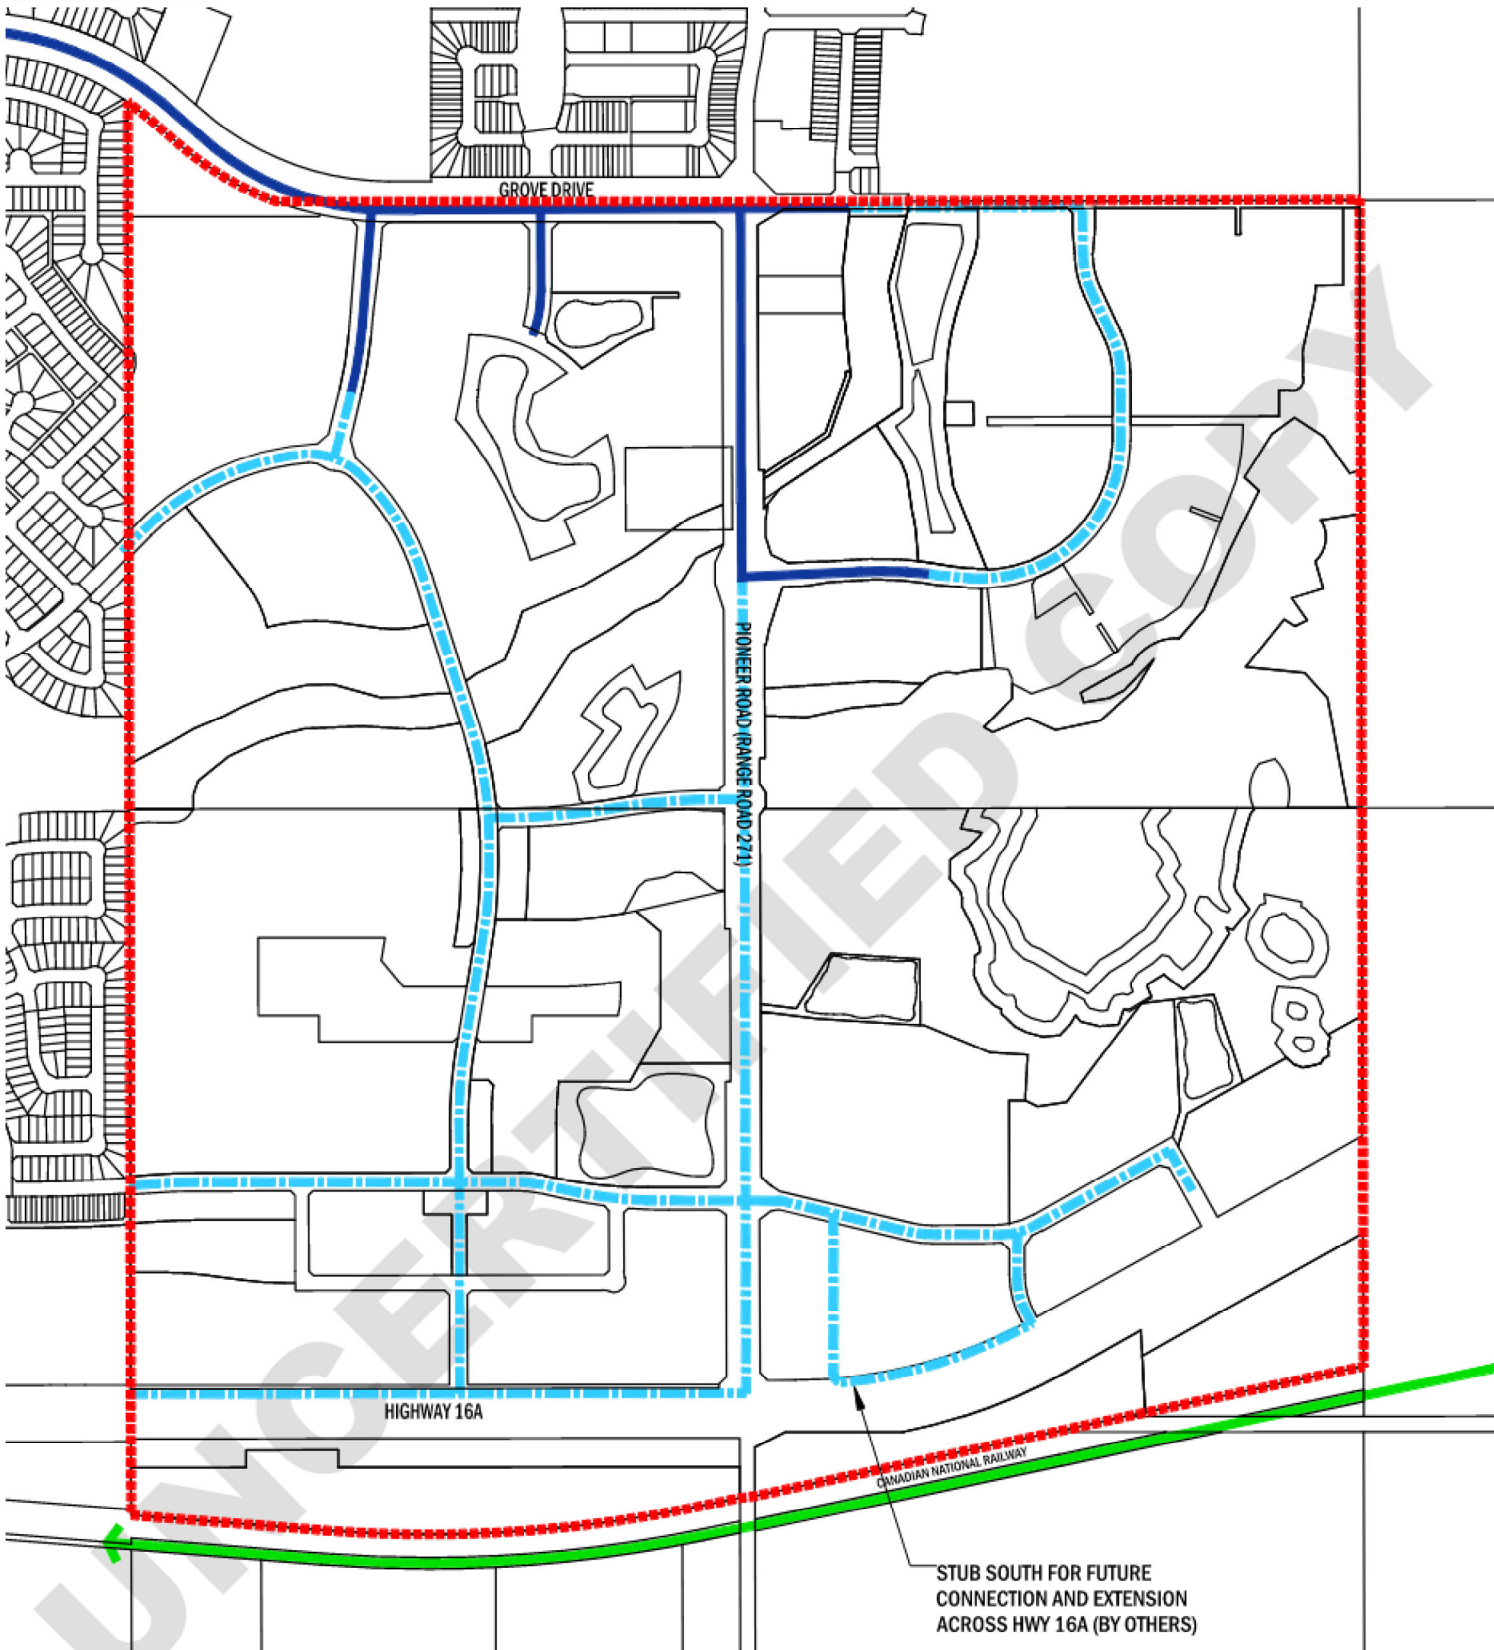 GROVE DRIVE
PIONEER ROAD (RANGE ROAD 271)
HIGHWAY 16A
CANADIAN NATIONAL RAILWAY
STUB SOUTH FOR FUTURE
CONNECTION AND EXTENSION
ACROSS HWY 16A (BY OTHERS)
UNCERTIFIED COPY